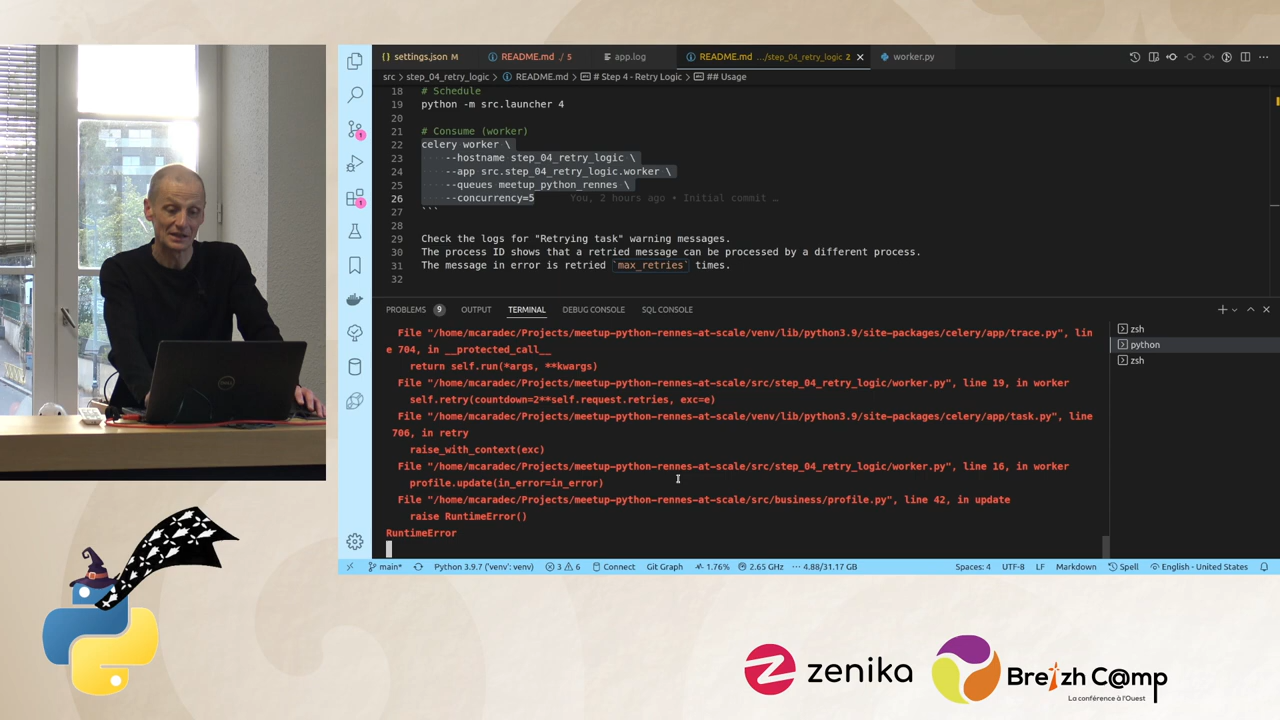 settings.json M
README.md ./ 5
app.log
README.md .../step_04_retry_logic 2
worker.py
src > step_04_retry_logic > README.md > # Step 4 - Retry Logic > ## Usage
18 # Schedule
19 python -m src.launcher 4
20
21 # Consume (worker)
22 celery worker \
23 --hostname step_04_retry_logic \
24 --app src.step_04_retry_logic.worker \
25 --queues meetup_python_rennes \
26 --concurrency=5 You, 2 hours ago • Initial commit …
27 ```
28
29 Check the logs for "Retrying task" warning messages.
30 The process ID shows that a retried message can be processed by a different process.
31 The message in error is retried `max_retries` times.
32
PROBLEMS 9 OUTPUT TERMINAL DEBUG CONSOLE SQL CONSOLE
File "/home/mcaradec/Projects/meetup-python-rennes-at-scale/venv/lib/python3.9/site-packages/celery/app/trace.py", lin
e 704, in __protected_call__
return self.run(*args, **kwargs)
File "/home/mcaradec/Projects/meetup-python-rennes-at-scale/src/step_04_retry_logic/worker.py", line 19, in worker
self.retry(countdown=2**self.request.retries, exc=e)
File "/home/mcaradec/Projects/meetup-python-rennes-at-scale/venv/lib/python3.9/site-packages/celery/app/task.py", line
706, in retry
raise_with_context(exc)
File "/home/mcaradec/Projects/meetup-python-rennes-at-scale/src/step_04_retry_logic/worker.py", line 16, in worker
profile.update(in_error=in_error)
File "/home/mcaradec/Projects/meetup-python-rennes-at-scale/src/business/profile.py", line 42, in update
raise RuntimeError()
RuntimeError
zsh
python
zsh
main* Python 3.9.7 ('venv': venv) 3 6 Connect Git Graph 1.76% 2.65 GHz 4.88/31.17 GB Spaces: 4 UTF-8 LF Markdown Spell English - United States
DELL
zenika
Breizh C@mp
La conférence à l'Ouest